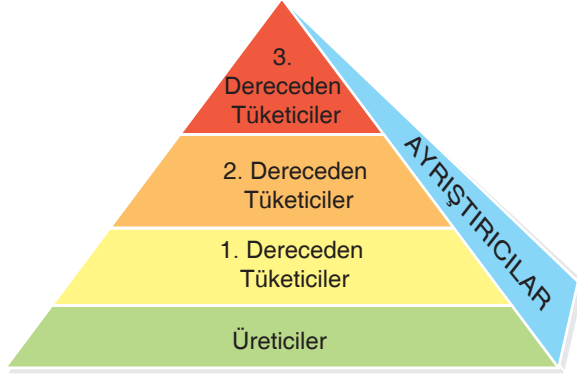 3.
Dereceden
Tüketiciler
2. Dereceden
Tüketiciler
1. Dereceden
Tüketiciler
Üreticiler
AYRIŞTIRICILAR